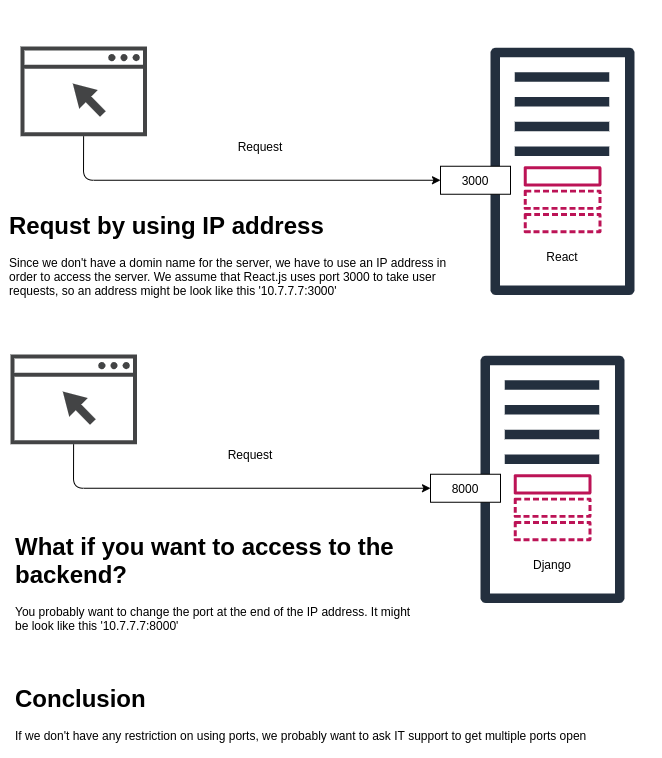 Request
3000
Requst by using IP address
Since we don't have a domin name for the server, we have to use an IP address in
order to access the server. We assume that React.js uses port 3000 to take user
requests, so an address might be look like this '10.7.7.7:3000'
React
Request
8000
What if you want to access to the
backend?
Django
You probably want to change the port at the end of the IP address. It might
be look like this '10.7.7.7:8000'
Conclusion
If we don't have any restriction on using ports, we probably want to ask IT support to get multiple ports open